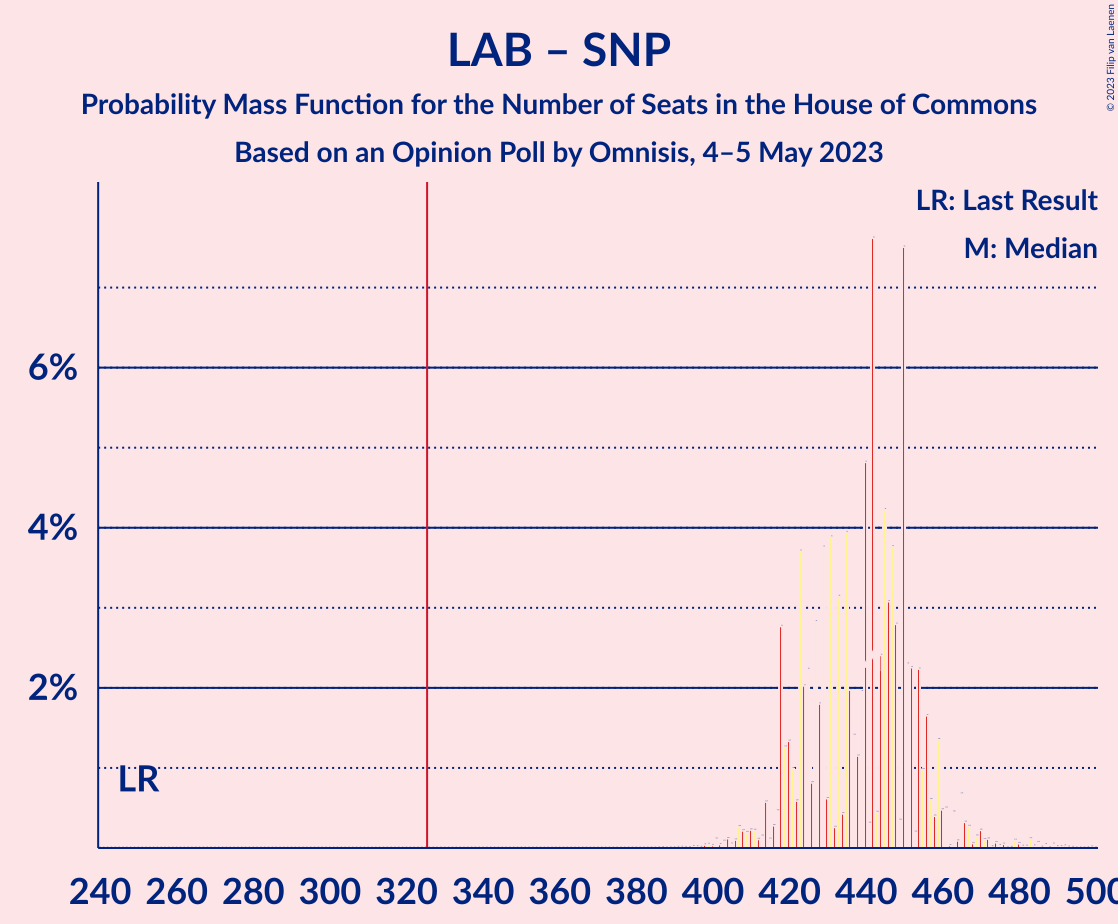 LAB – SNP
Probability Mass Function for the Number of Seats in the House of Commons
Based on an Opinion Poll by Omnisis, 4–5 May 2023
© 2023 Filip van Laenen
LR: Last Result
M: Median
6%
4%
2%
LR
240 260 280 300 320 340 360 380 400 420 440 460 480 500